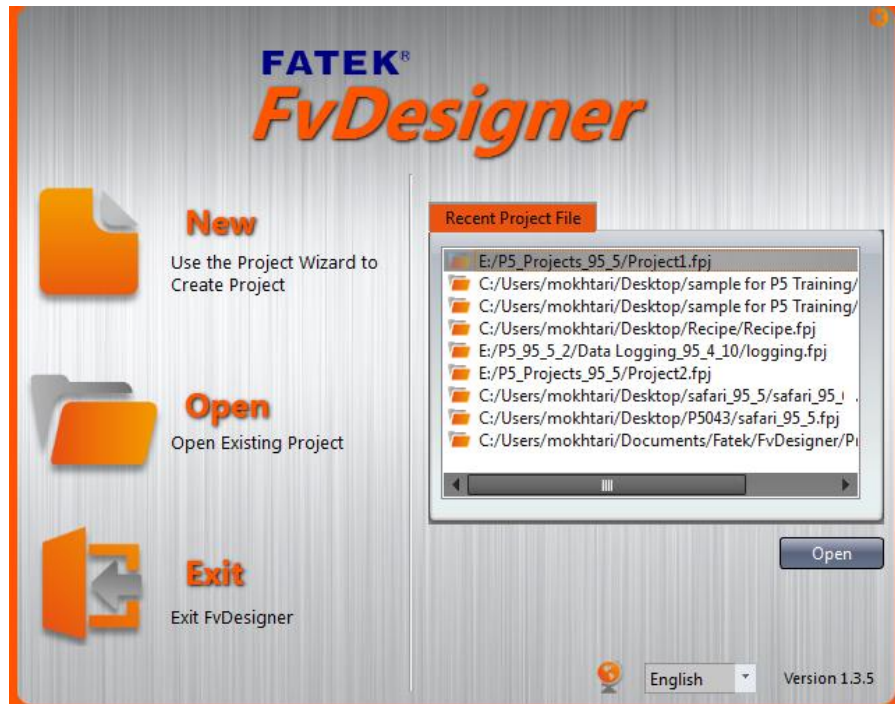 FATEK®
FvDesigner
New
Use the Project Wizard to
Create Project
Open
Open Existing Project
Exit
Exit FvDesigner
Recent Project File
E:/P5_Projects_95_5/Project1.fpj
C:/Users/mokhtari/Desktop/sample for P5 Training/
C:/Users/mokhtari/Desktop/sample for P5 Training/
C:/Users/mokhtari/Desktop/Recipe/Recipe.fpj
E:/P5_95_5_2/Data Logging_95_4_10/logging.fpj
E:/P5_Projects_95_5/Project2.fpj
C:/Users/mokhtari/Desktop/safari_95_5/safari_95_
C:/Users/mokhtari/Desktop/P5043/safari_95_5.fpj
C:/Users/mokhtari/Documents/Fatek/FvDesigner/
Open
English
Version 1.3.5